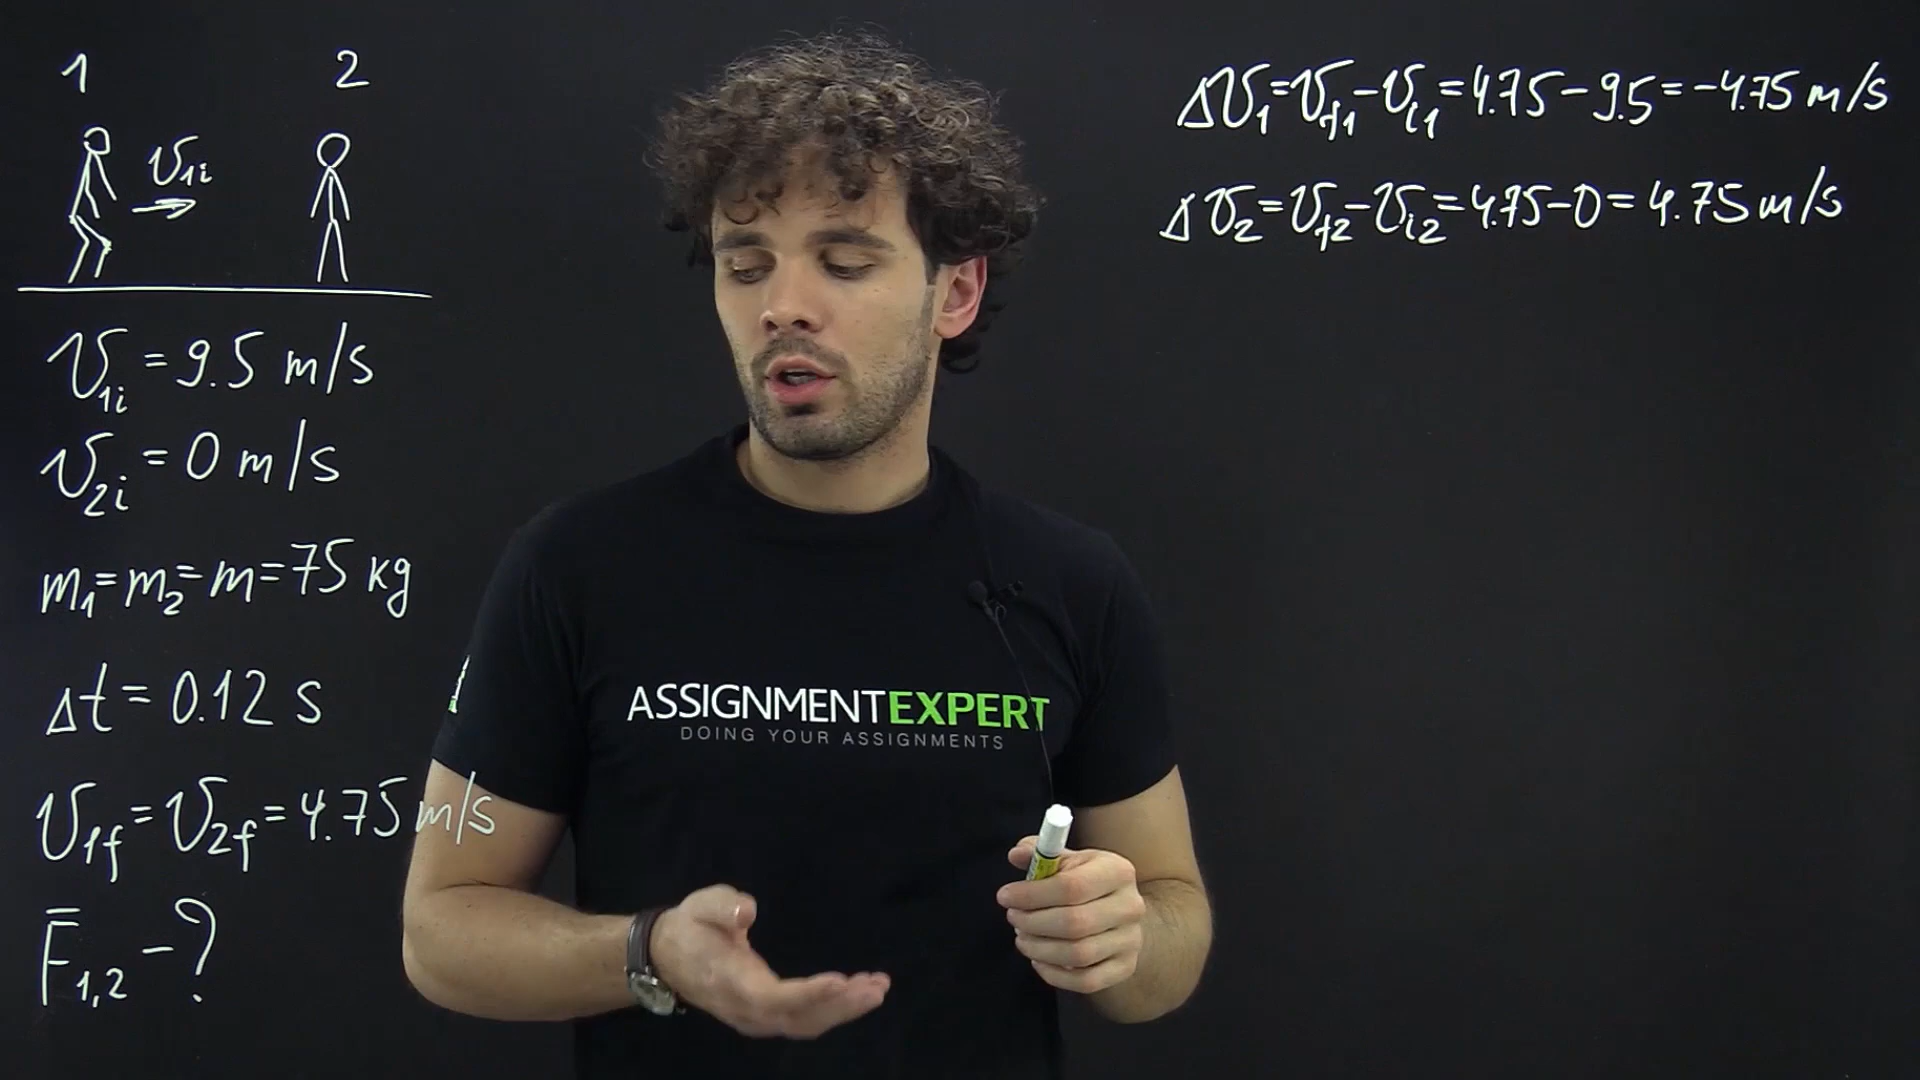 1 2
v₁ᵢ
v₁ᵢ = 9.5 m/s
v₂ᵢ = 0 m/s
m₁=m₂=m=75 кg
Δt = 0.12 s
v₁f = v₂f = 4.75 m/s
F₁,₂ - ?
Δv₁=vf₁-vᵢ₁=4.75-9.5=-4.75 m/s
Δv₂=vf₂-vᵢ₂=4.75-0=4.75 m/s
ASSIGNMENTEXPERT
DOING YOUR ASSIGNMENTS